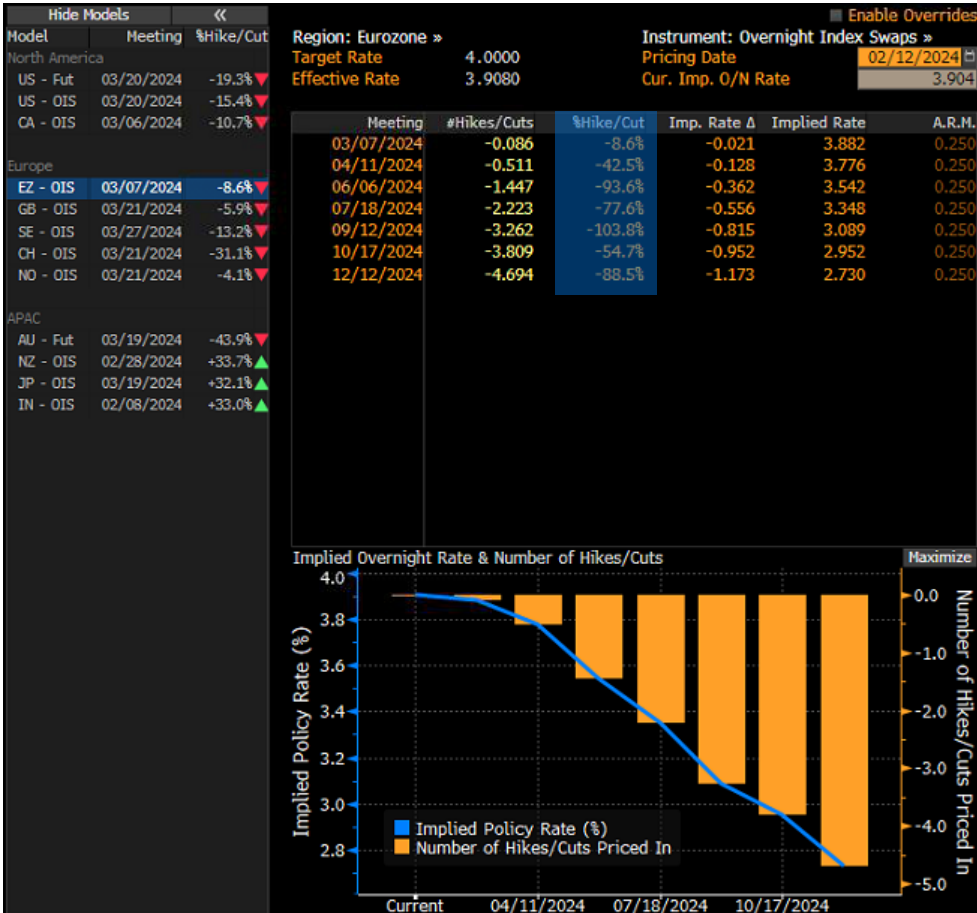 Hide Models «
Model Meeting %Hike/Cut
North America
US - Fut 03/20/2024 -19.3%▼
US - OIS 03/20/2024 -15.4%▼
CA - OIS 03/06/2024 -10.7%▼
Europe
EZ - OIS 03/07/2024 -8.6%▼
GB - OIS 03/21/2024 -5.9%▼
SE - OIS 03/27/2024 -13.2%▼
CH - OIS 03/21/2024 -31.1%▼
NO - OIS 03/21/2024 -4.1%▼
APAC
AU - Fut 03/19/2024 -43.9%▼
NZ - OIS 02/28/2024 +33.7%▲
JP - OIS 03/19/2024 +32.1%▲
IN - OIS 02/08/2024 +33.0%▲
Enable Overrides
Region: Eurozone » Instrument: Overnight Index Swaps »
Target Rate 4.0000 Pricing Date 02/12/2024
Effective Rate 3.9080 Cur. Imp. O/N Rate 3.904
Meeting #Hikes/Cuts %Hike/Cut Imp. Rate Δ Implied Rate A.R.M.
03/07/2024 -0.086 -8.6% -0.021 3.882 0.250
04/11/2024 -0.511 -42.5% -0.128 3.776 0.250
06/06/2024 -1.447 -93.6% -0.362 3.542 0.250
07/18/2024 -2.223 -77.6% -0.556 3.348 0.250
09/12/2024 -3.262 -103.8% -0.815 3.089 0.250
10/17/2024 -3.809 -54.7% -0.952 2.952 0.250
12/12/2024 -4.694 -88.5% -1.173 2.730 0.250
Implied Overnight Rate & Number of Hikes/Cuts Maximize
Implied Policy Rate (%)
4.0
3.8
3.6
3.4
3.2
3.0
2.8
Implied Policy Rate (%)
Number of Hikes/Cuts Priced In
0.0
-1.0
-2.0
-3.0
-4.0
-5.0
Number of Hikes/Cuts Priced In
Current 04/11/2024 07/18/2024 10/17/2024